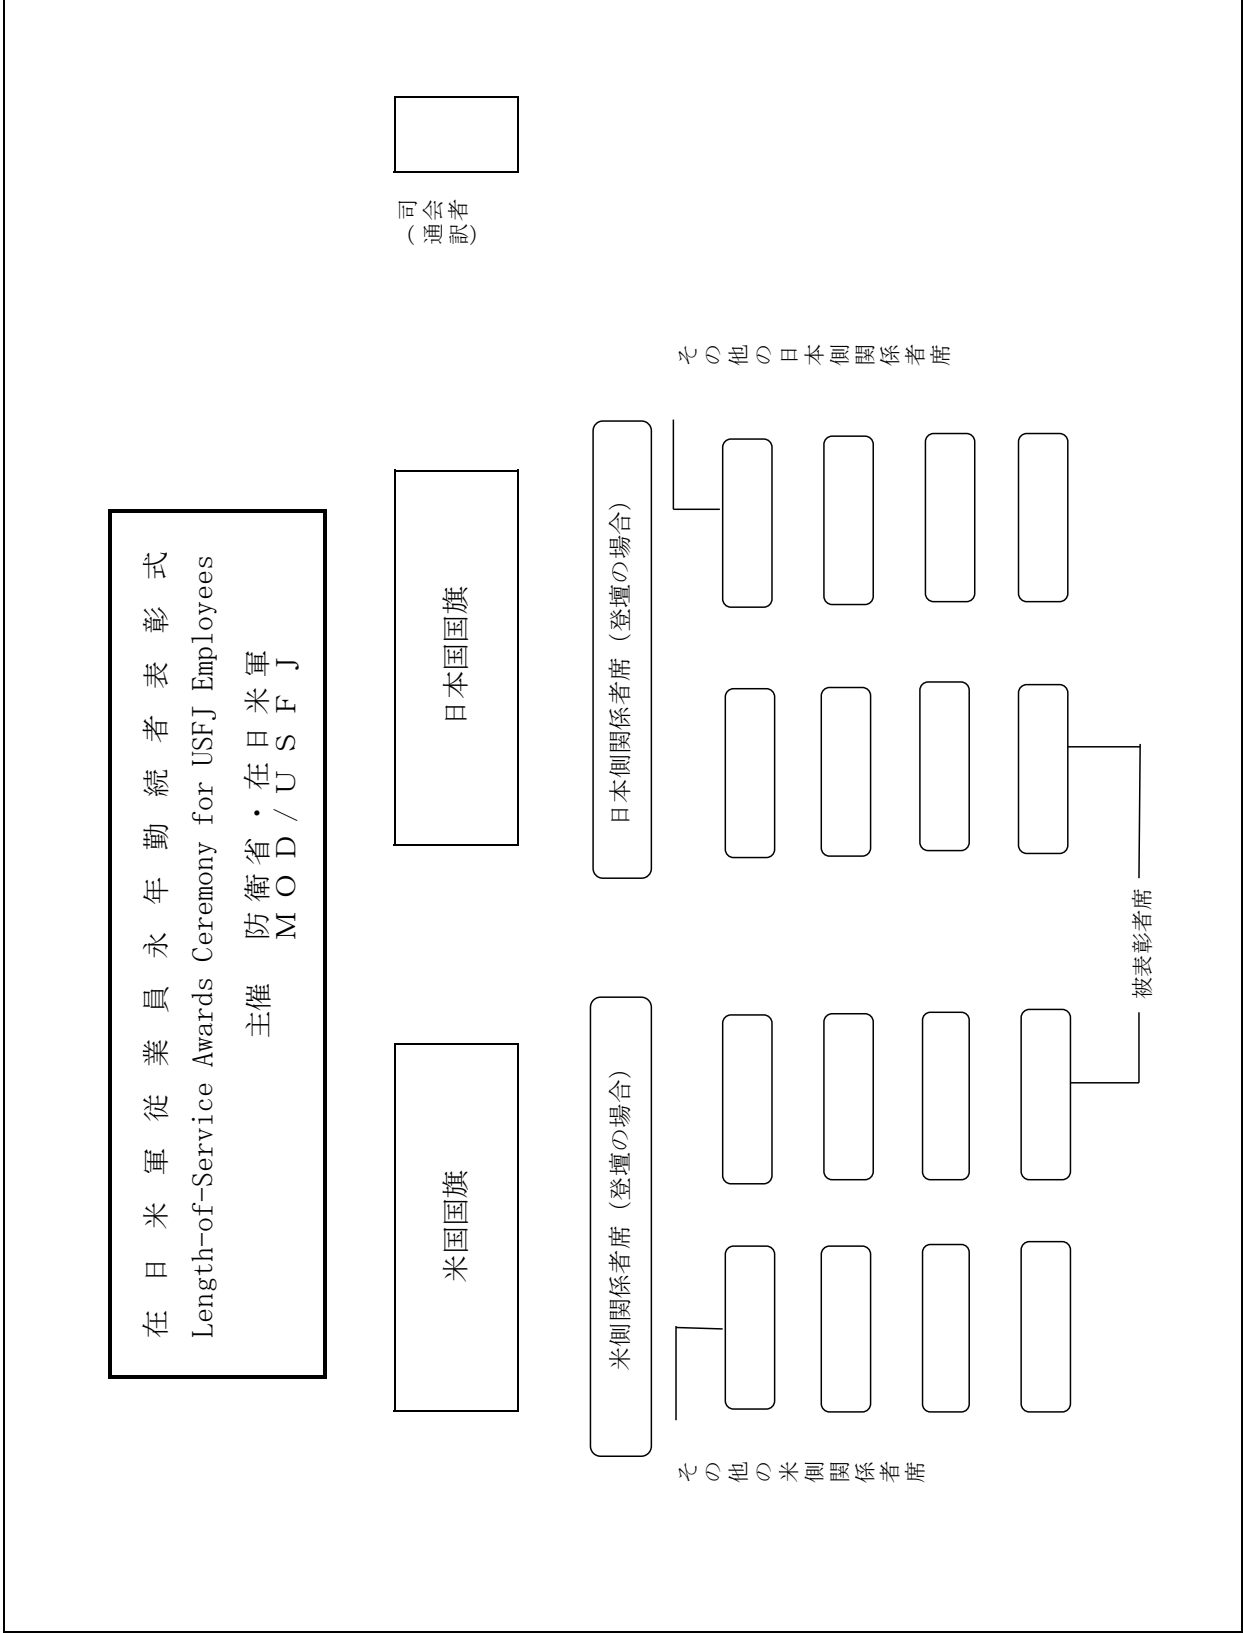 在日米軍従業員永年勤続者表彰式
Length-of-Service Awards Ceremony for USFJ Employees
主催 防衛省・在日米軍
MOD/USFJ
米国国旗
日本国国旗
司会者
(通訳)
米側関係者席(登壇の場合)
日本側関係者席(登壇の場合)
その他の米側関係者席
その他の日本側関係者席
被表彰者席